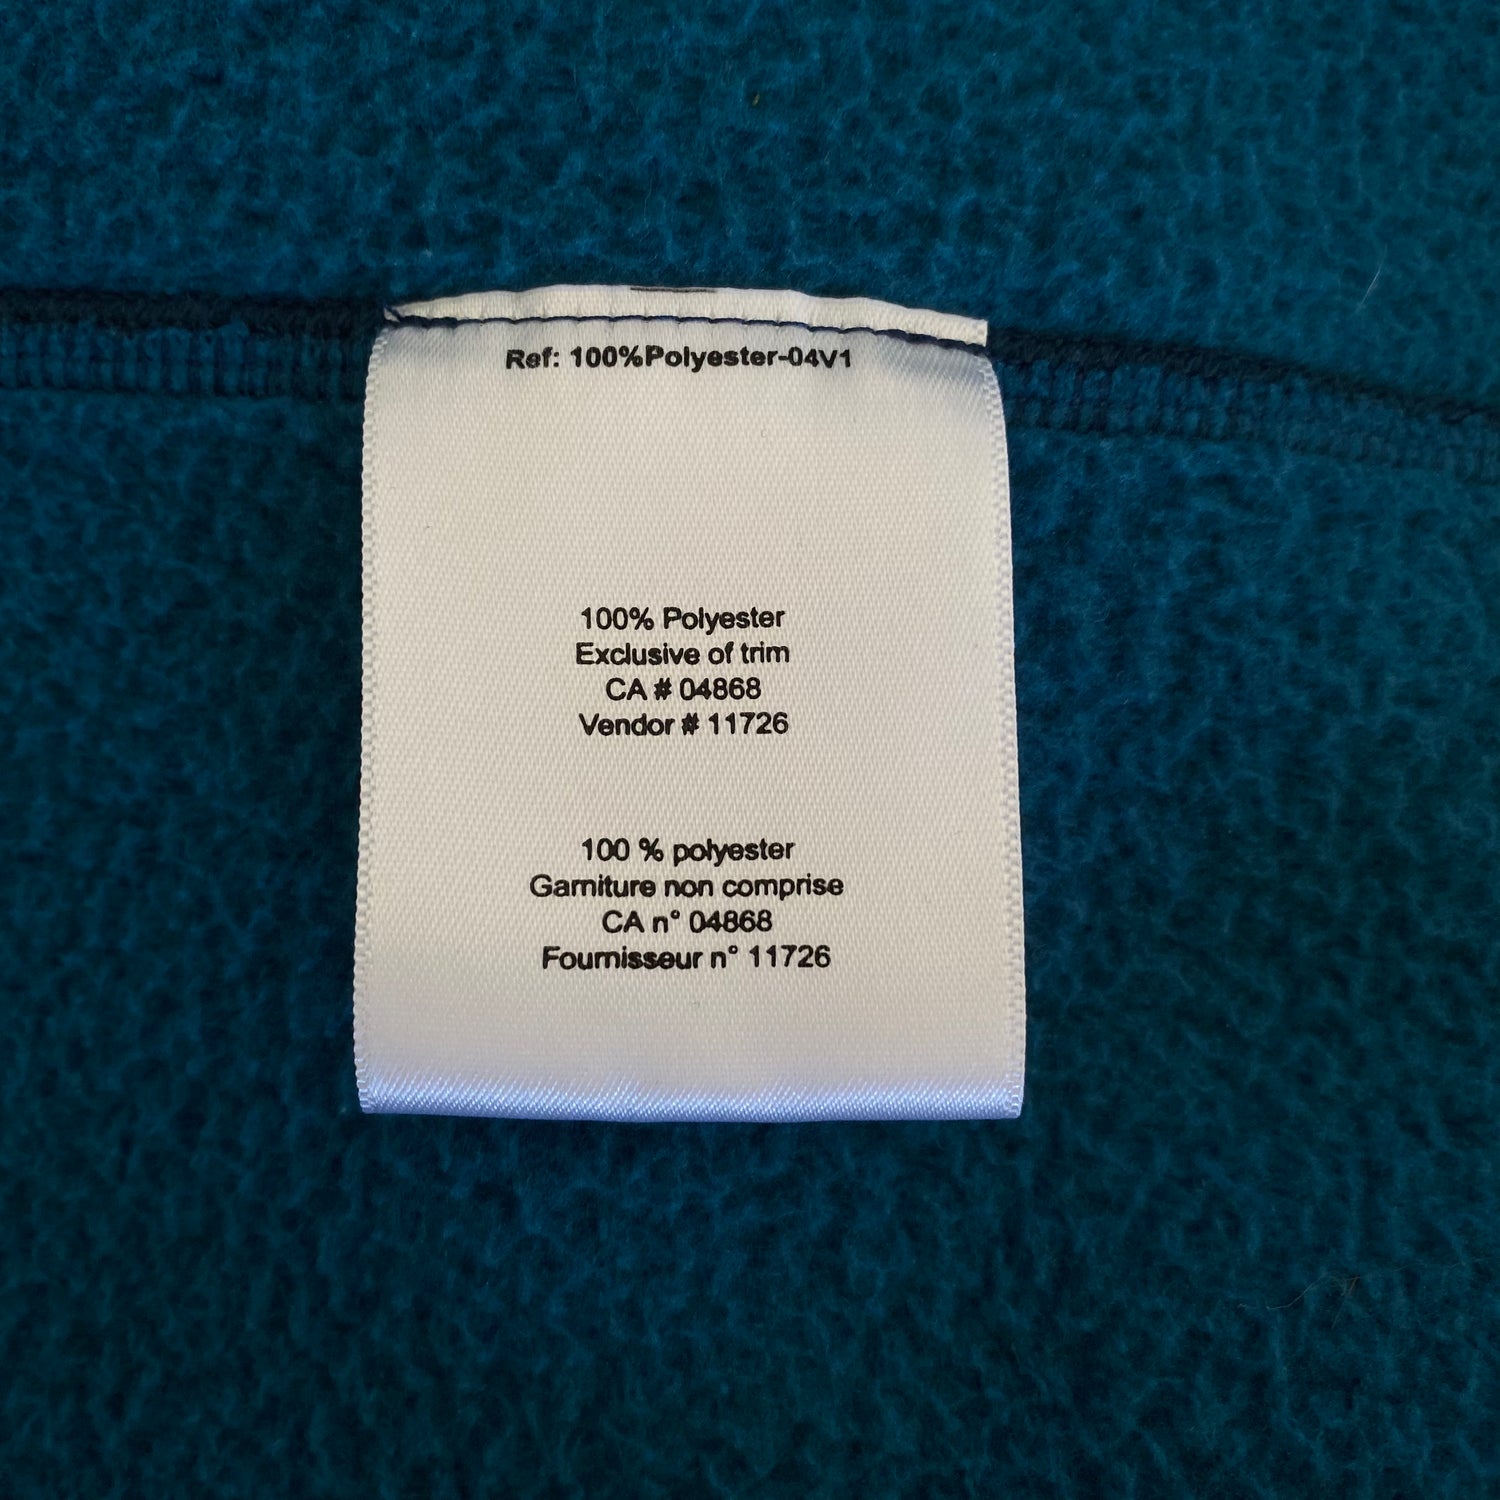 Ref: 100%Polyester-04V1
100% Polyester
Exclusive of trim
CA # 04868
Vendor # 11726
100 % polyester
Garniture non comprise
CA n° 04868
Fournisseur n° 11726